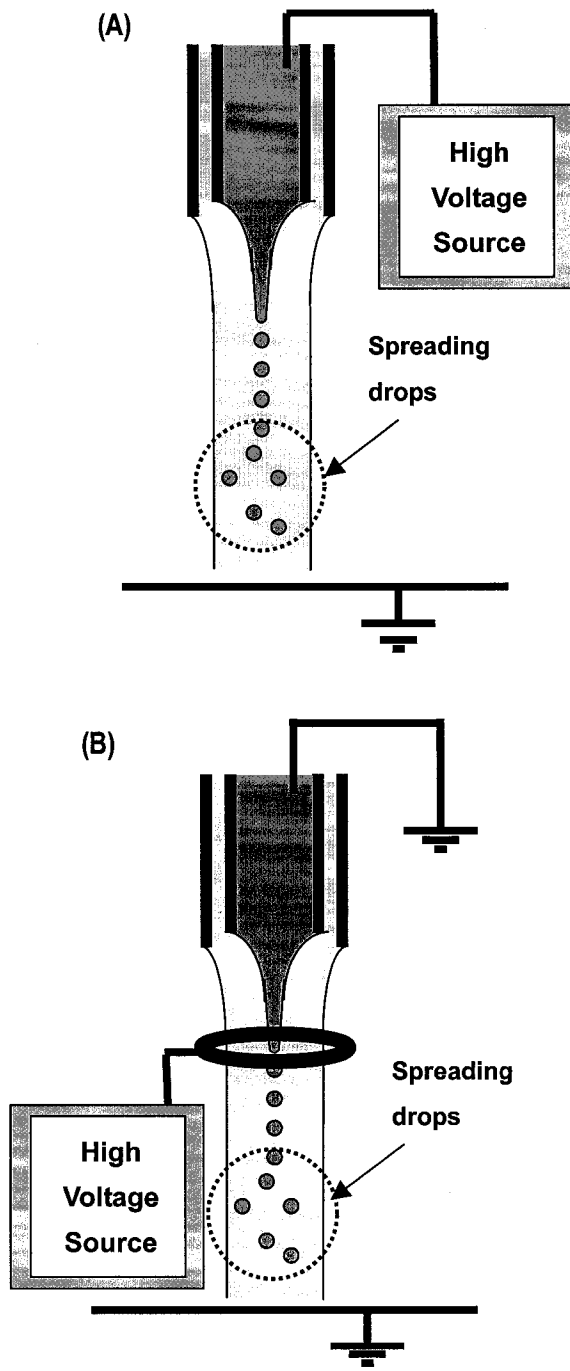 (A)
High
Voltage
Source
Spreading
drops
(B)
Spreading
drops
High
Voltage
Source